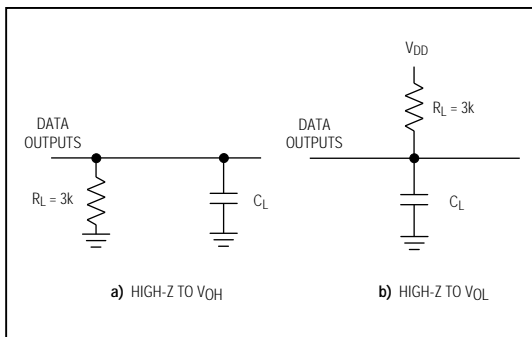 DATA
OUTPUTS
RL = 3k
CL
a) HIGH-Z TO VOH
VDD
RL = 3k
DATA
OUTPUTS
CL
b) HIGH-Z TO VOL